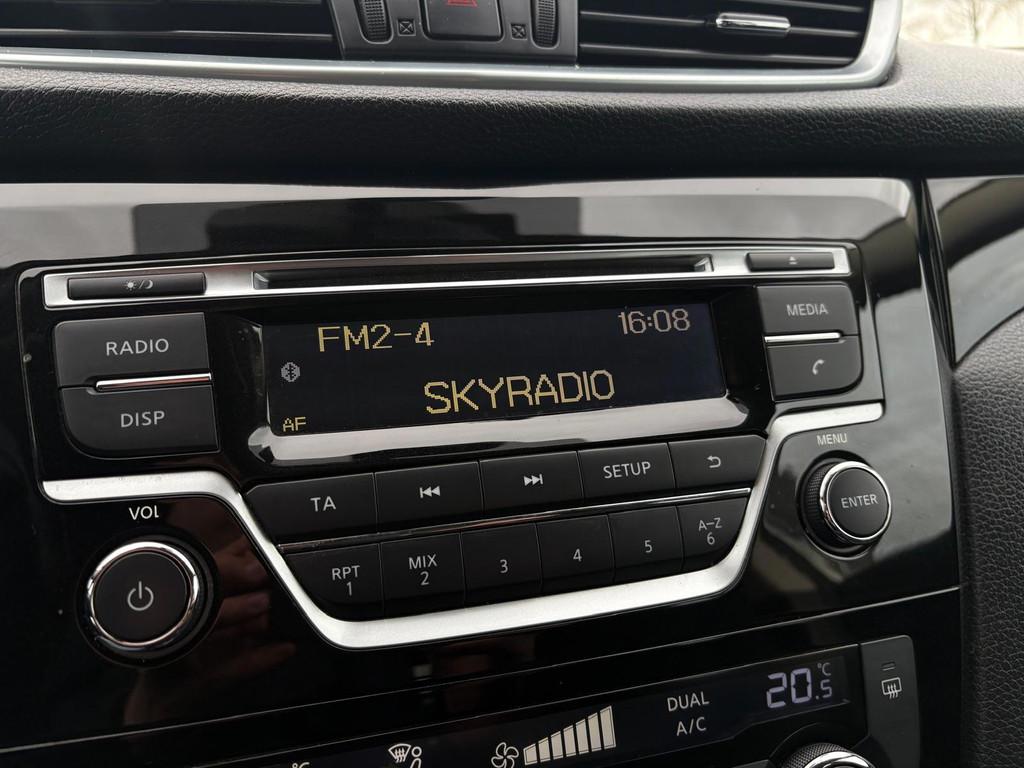 RADIO
DISP
FM2-4
16:08
SKYRADIO
AF
MEDIA
MENU
ENTER
VOL
TA
SETUP
RPT
1
MIX
2
3
4
5
A-Z
6
DUAL
A/C
20.5 °C
°C